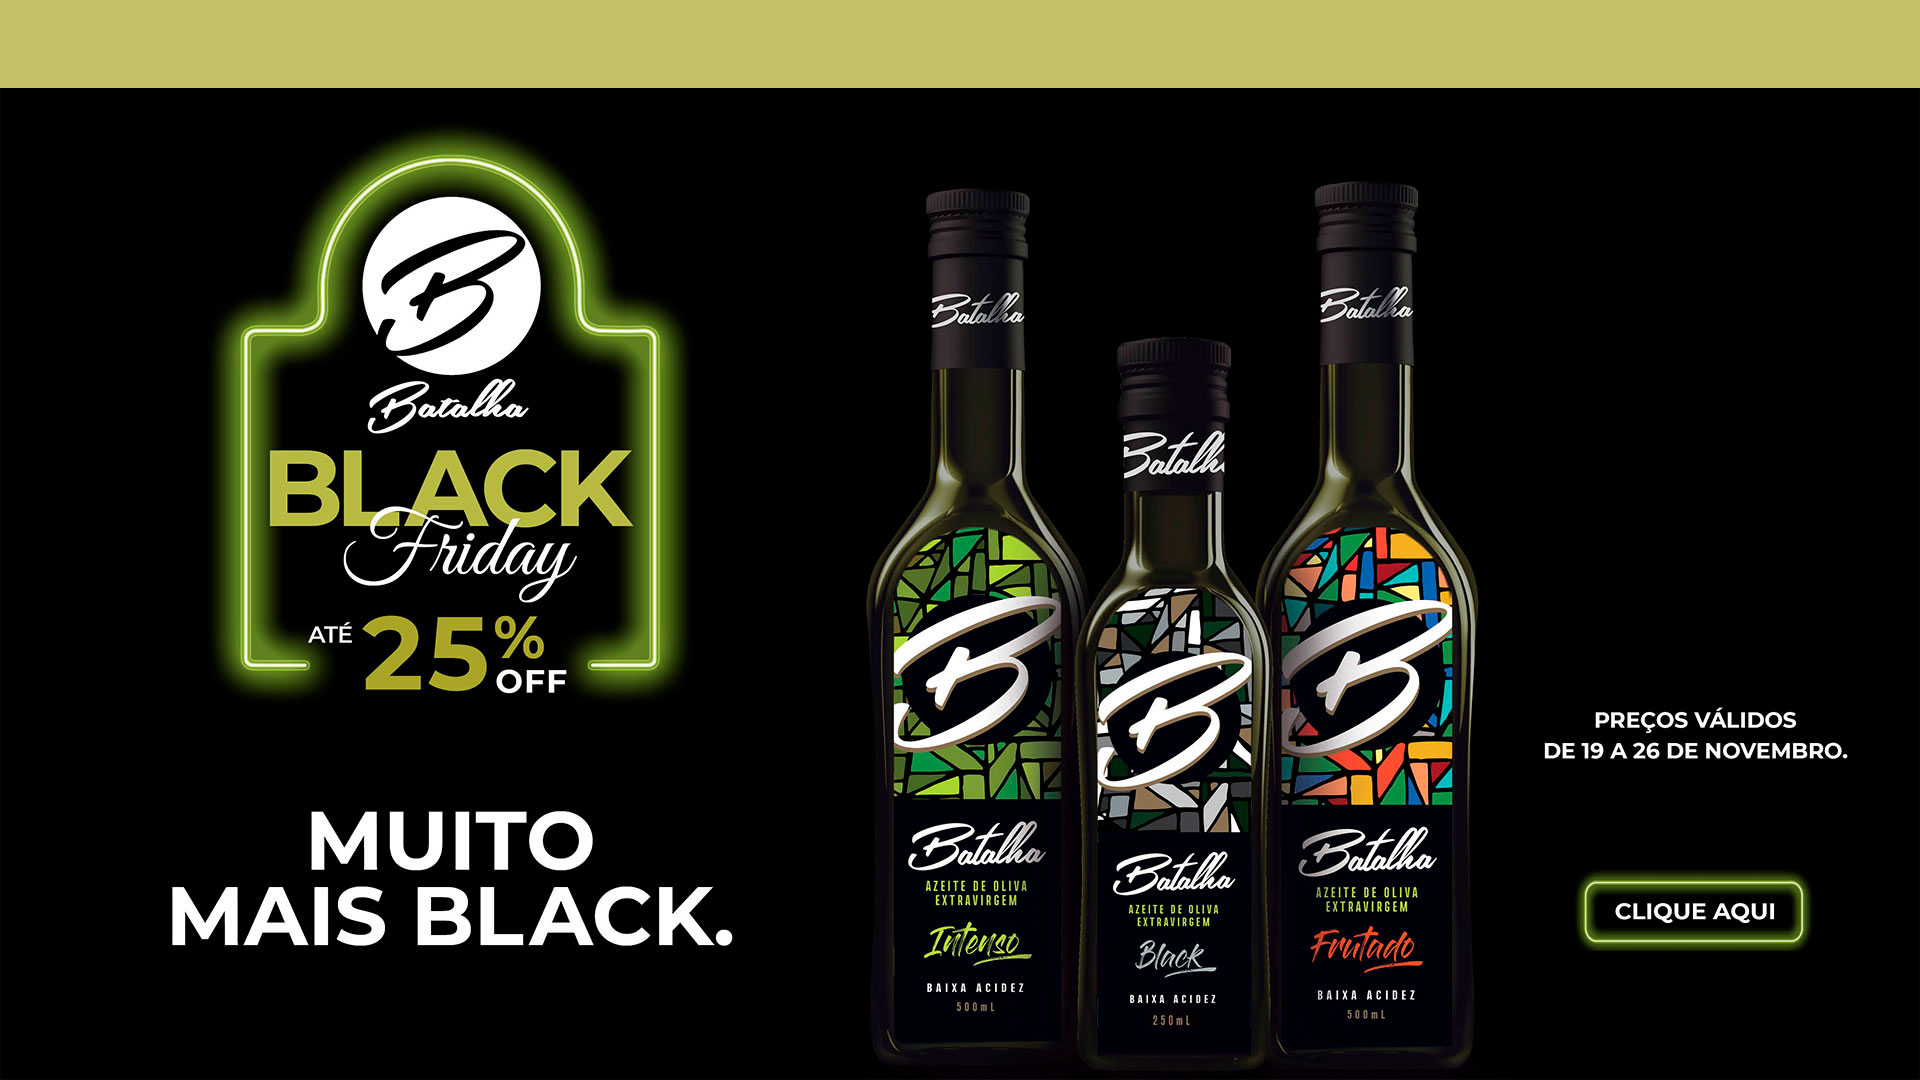 B
Batalha
BLACK
Friday
ATÉ 25% OFF
MUITO
MAIS BLACK.
Batalha
B
Batalha
AZEITE DE OLIVA
EXTRAVIRGEM
Intenso
BAIXA ACIDEZ
500mL
Batalha
B
Batalha
AZEITE DE OLIVA
EXTRAVIRGEM
Black
BAIXA ACIDEZ
250mL
Batalha
B
Batalha
AZEITE DE OLIVA
EXTRAVIRGEM
Frutado
BAIXA ACIDEZ
500mL
PREÇOS VÁLIDOS
DE 19 A 26 DE NOVEMBRO.
CLIQUE AQUI